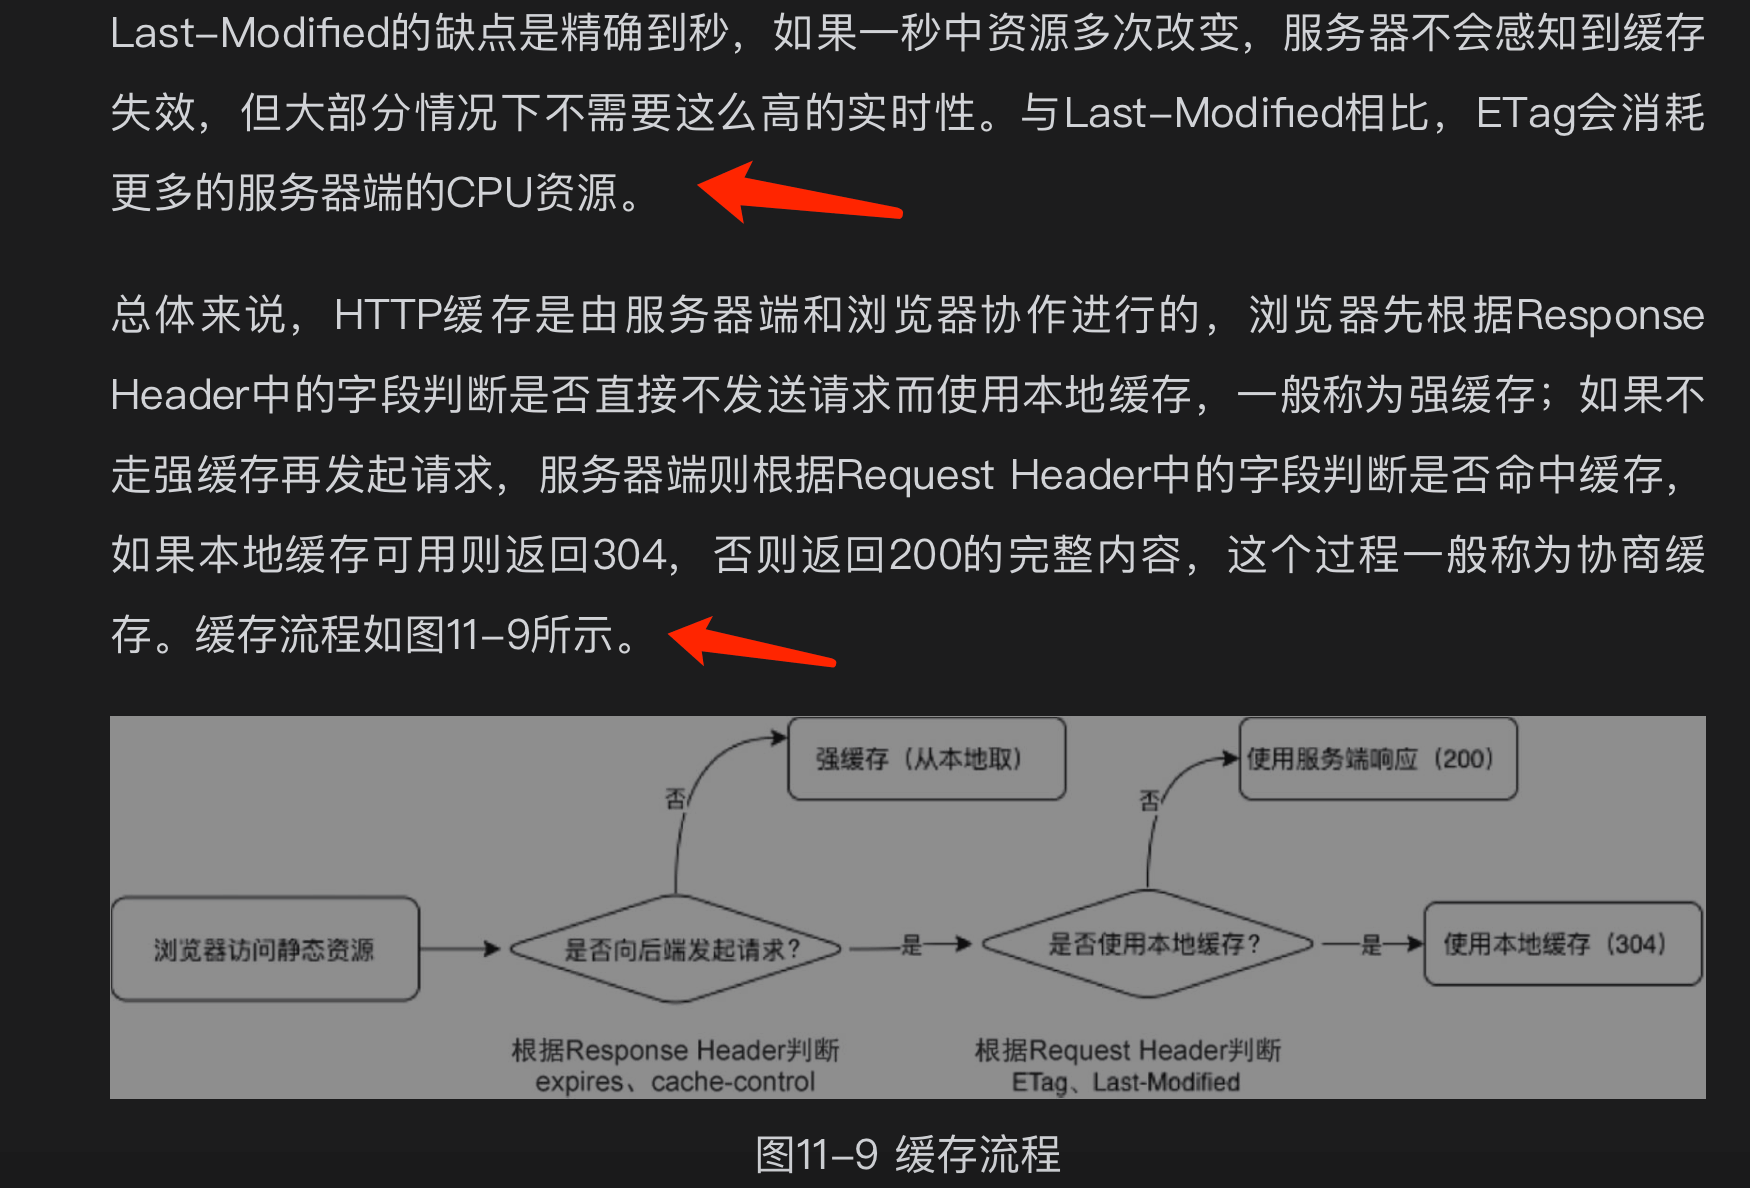 Last-Modified的缺点是精确到秒，如果一秒中资源多次改变，服务器不会感知到缓存
失效，但大部分情况下不需要这么高的实时性。与Last-Modified相比，ETag会消耗
更多的服务器端的CPU资源。
总体来说，HTTP缓存是由服务器端和浏览器协作进行的，浏览器先根据Response
Header中的字段判断是否直接不发送请求而使用本地缓存，一般称为强缓存；如果不
走强缓存再发起请求，服务器端则根据Request Header中的字段判断是否命中缓存，
如果本地缓存可用则返回304，否则返回200的完整内容，这个过程一般称为协商缓
存。缓存流程如图11-9所示。
强缓存（从本地取）
使用服务端响应（200）
否
否
浏览器访问静态资源
是否向后端发起请求？
是
是否使用本地缓存？
是
使用本地缓存（304）
根据Response Header判断
expires、cache-control
根据Request Header判断
ETag、Last-Modified
图11-9 缓存流程